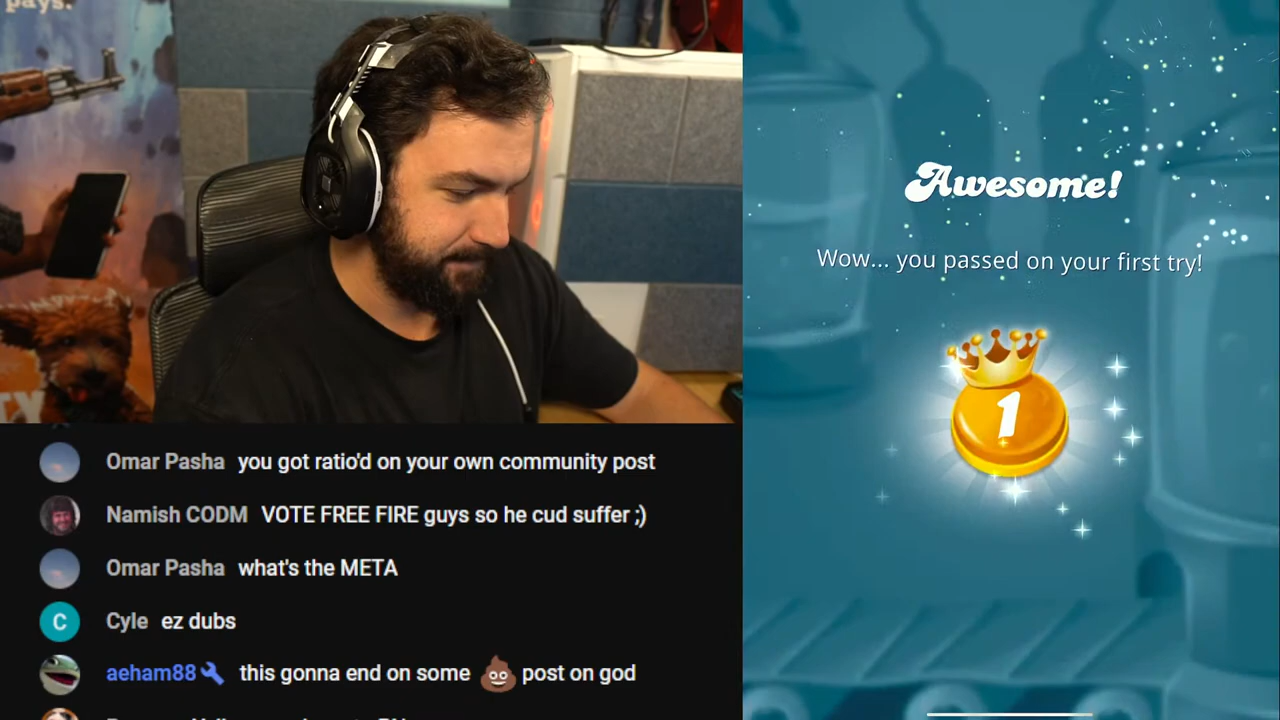 pays.
Awesome!
Wow... you passed on your first try!
1
Omar Pasha you got ratio'd on your own community post
Namish CODM VOTE FREE FIRE guys so he cud suffer ;)
Omar Pasha what's the META
C Cyle ez dubs
aeham88 this gonna end on some 💩 post on god